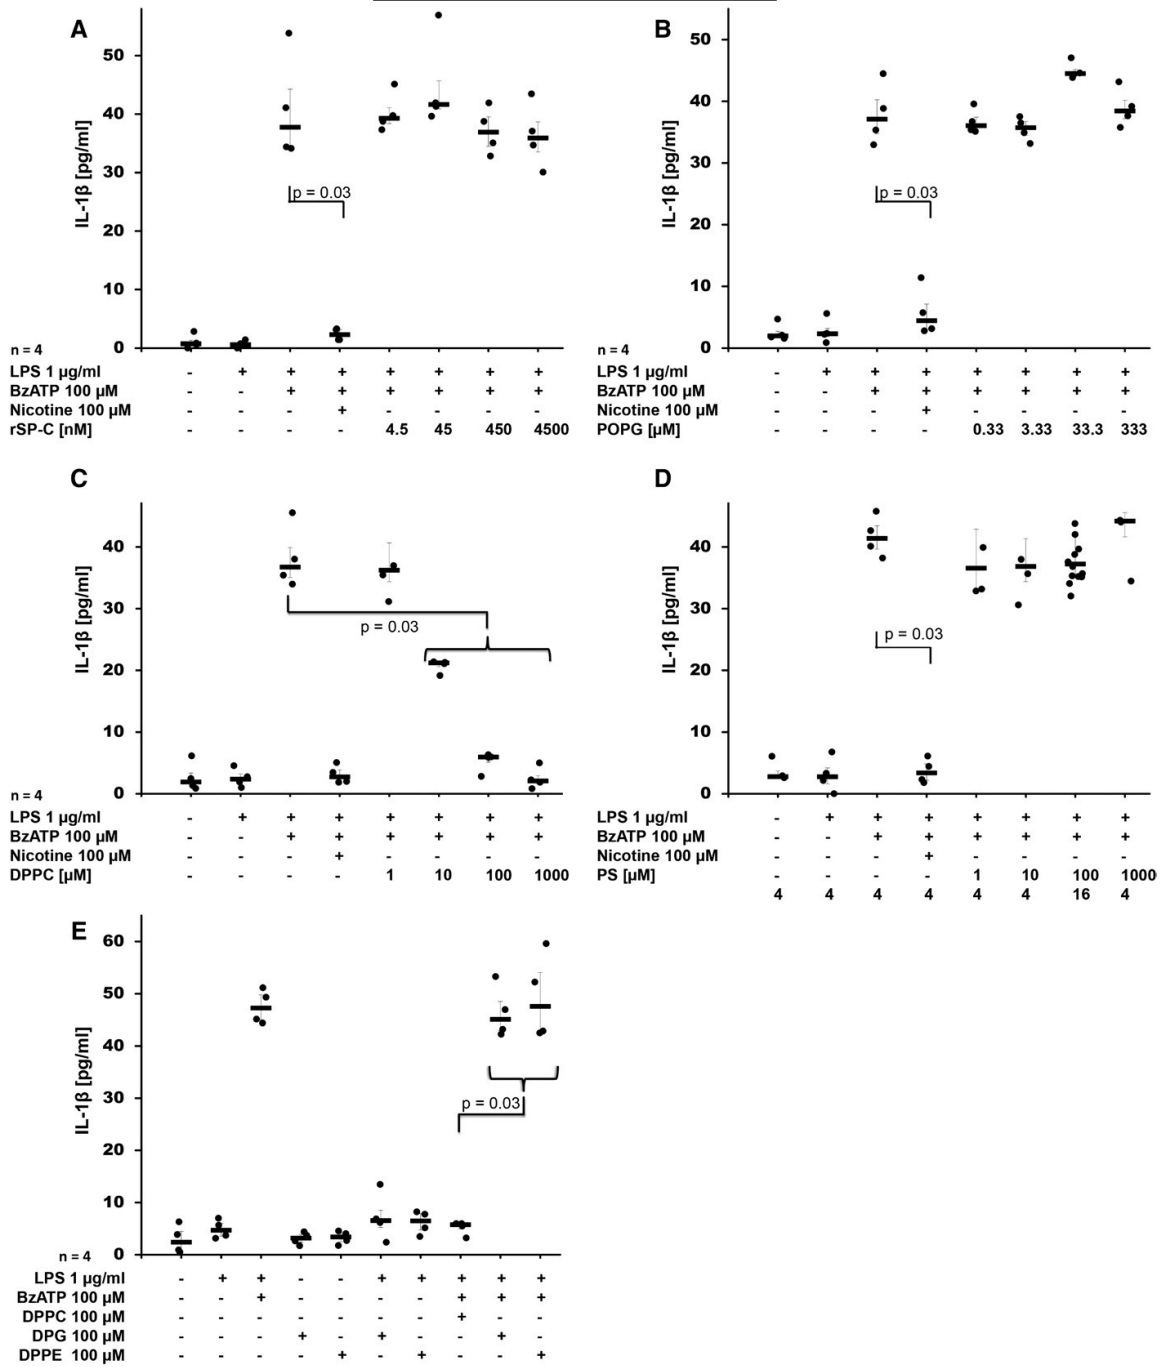 A
IL-1β [pg/ml]
50
40
30
20
10
0
p = 0.03
n = 4
LPS 1 µg/ml - + + + + + + +
BzATP 100 µM - - + + + + + +
Nicotine 100 µM - - - + - - - -
rSP-C [nM] - - - - 4.5 45 450 4500
B
IL-1β [pg/ml]
50
40
30
20
10
0
p = 0.03
n = 4
LPS 1 µg/ml - + + + + + + +
BzATP 100 µM - - + + + + + +
Nicotine 100 µM - - - + - - - -
POPG [µM] - - - - 0.33 3.33 33.3 333
C
IL-1β [pg/ml]
40
30
20
10
0
p = 0.03
n = 4
LPS 1 µg/ml - + + + + + + +
BzATP 100 µM - - + + + + + +
Nicotine 100 µM - - - + - - - -
DPPC [µM] - - - - 1 10 100 1000
D
IL-1β [pg/ml]
40
30
20
10
0
p = 0.03
LPS 1 µg/ml - + + + + + + +
BzATP 100 µM - - + + + + + +
Nicotine 100 µM - - - + - - - -
PS [µM] - - - - 1 10 100 1000
4 4 4 4 4 4 16 4
E
IL-1β [pg/ml]
60
50
40
30
20
10
0
p = 0.03
n = 4
LPS 1 µg/ml - + + - - + + + + +
BzATP 100 µM - - + - - - - + + +
DPPC 100 µM - - - - - - - + - -
DPG 100 µM - - - + - + - - + -
DPPE 100 µM - - - - + - + - - +